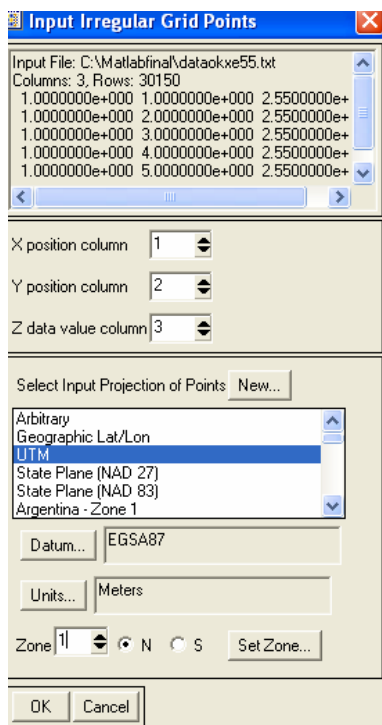 Input Irregular Grid Points
Input File: C:\Matlabfinal\dataokxe55.txt
Columns: 3, Rows: 30150
1.0000000e+000 1.0000000e+000 2.5500000e+
1.0000000e+000 2.0000000e+000 2.5500000e+
1.0000000e+000 3.0000000e+000 2.5500000e+
1.0000000e+000 4.0000000e+000 2.5500000e+
1.0000000e+000 5.0000000e+000 2.5500000e+
X position column 1
Y position column 2
Z data value column 3
Select Input Projection of Points New...
Arbitrary
Geographic Lat/Lon
UTM
State Plane (NAD 27)
State Plane (NAD 83)
Argentina - Zone 1
Datum... EGSA87
Units... Meters
Zone 1 N S Set Zone...
OK Cancel